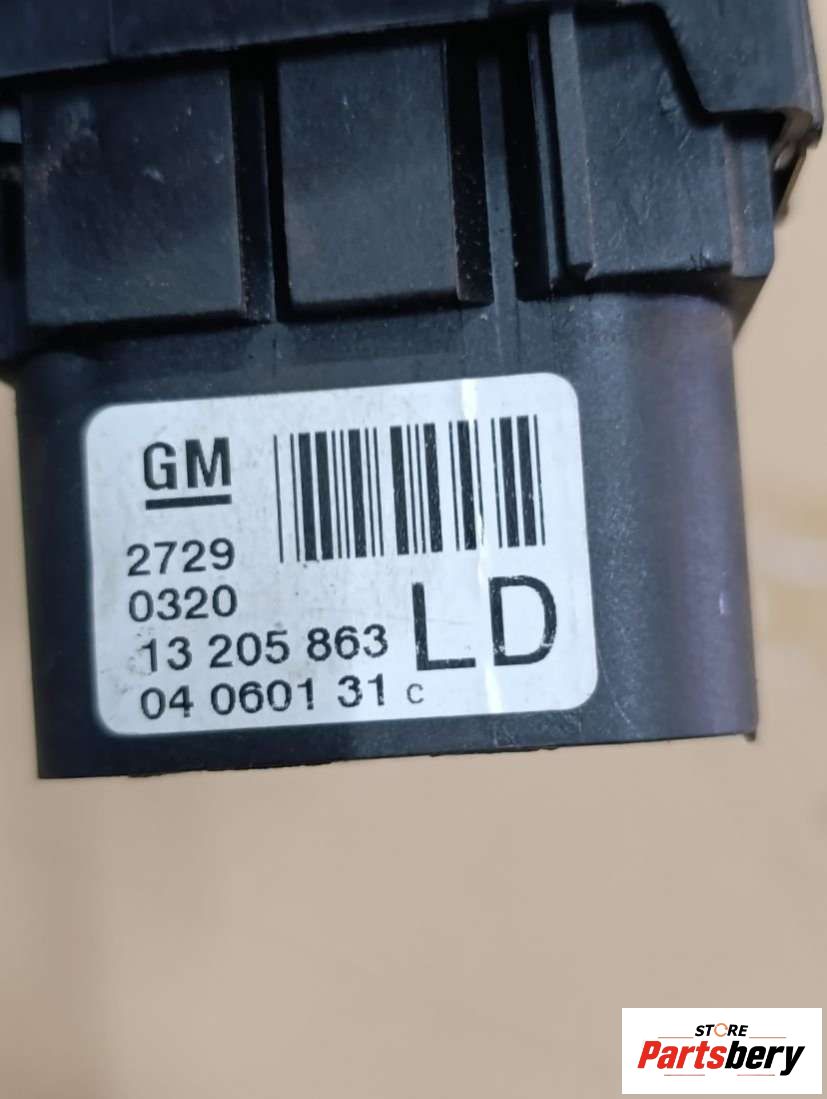 GM
2729
0320
13 205 863
LD
04 0601 31 C
STORE
Partsbery